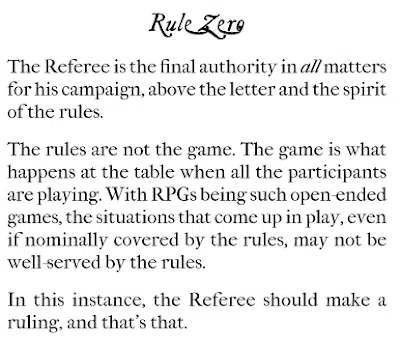 Rule Zero
The Referee is the final authority in all matters
for his campaign, above the letter and the spirit
of the rules.
The rules are not the game. The game is what
happens at the table when all the participants
are playing. With RPGs being such open-ended
games, the situations that come up in play, even
if nominally covered by the rules, may not be
well-served by the rules.
In this instance, the Referee should make a
ruling, and that's that.